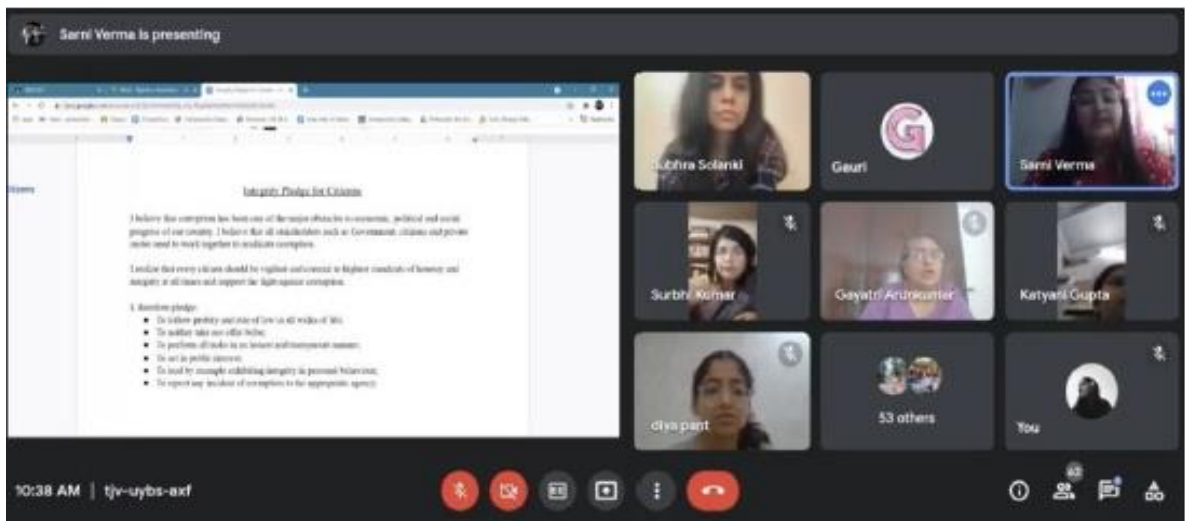 Sarni Verma is presenting
Integrity Pledge for Citizens
I believe that corruption has been one of the major obstacles to economic, political and social
progress of our country. I believe that all stakeholders such as Government, citizens and private
sector need to work together to eradicate corruption.
I realise that every citizen should be vigilant and commit to highest standards of honesty and
integrity at all times and support the fight against corruption.
I, therefore pledge:
To follow probity and rule of law in all walks of life;
To neither take nor offer bribe;
To perform all tasks in an honest and transparent manner;
To act in public interest;
To lead by example exhibiting integrity in personal behaviour;
To report any incident of corruption to the appropriate agency.
Subhra Solanki
G
Gauri
Sarni Verma
Surbhi Kumar
Gayatri Arunkumar
Katyani Gupta
diya pant
53 others
You
10:38 AM | tjv-uybs-axf
62